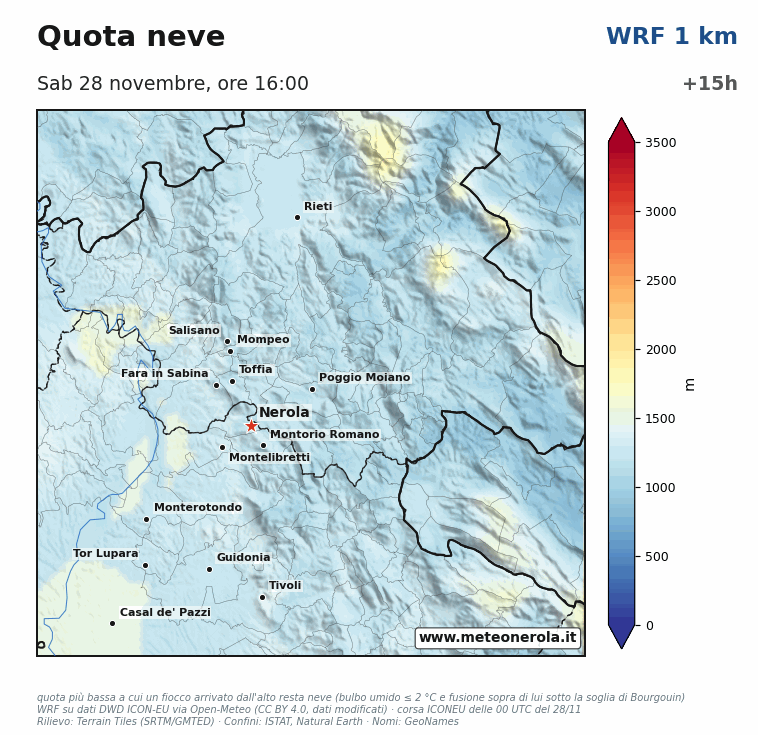 Quota neve
WRF 1 km
Sab 28 novembre, ore 16:00
+15h
3500
3000
2500
2000
1500
1000
500
0
m
Rieti
Salisano
Mompeo
Fara in Sabina
Toffia
Poggio Moiano
Nerola
Montorio Romano
Montelibretti
Monterotondo
Tor Lupara
Guidonia
Tivoli
Casal de' Pazzi
www.meteonerola.it
quota più bassa a cui un fiocco arrivato dall'alto resta neve (bulbo umido ≤ 2 °C e fusione sopra di lui sotto la soglia di Bourgouin)
WRF su dati DWD ICON-EU via Open-Meteo (CC BY 4.0, dati modificati) · corsa ICONEU delle 00 UTC del 28/11
Rilievo: Terrain Tiles (SRTM/GMTED) · Confini: ISTAT, Natural Earth · Nomi: GeoNames